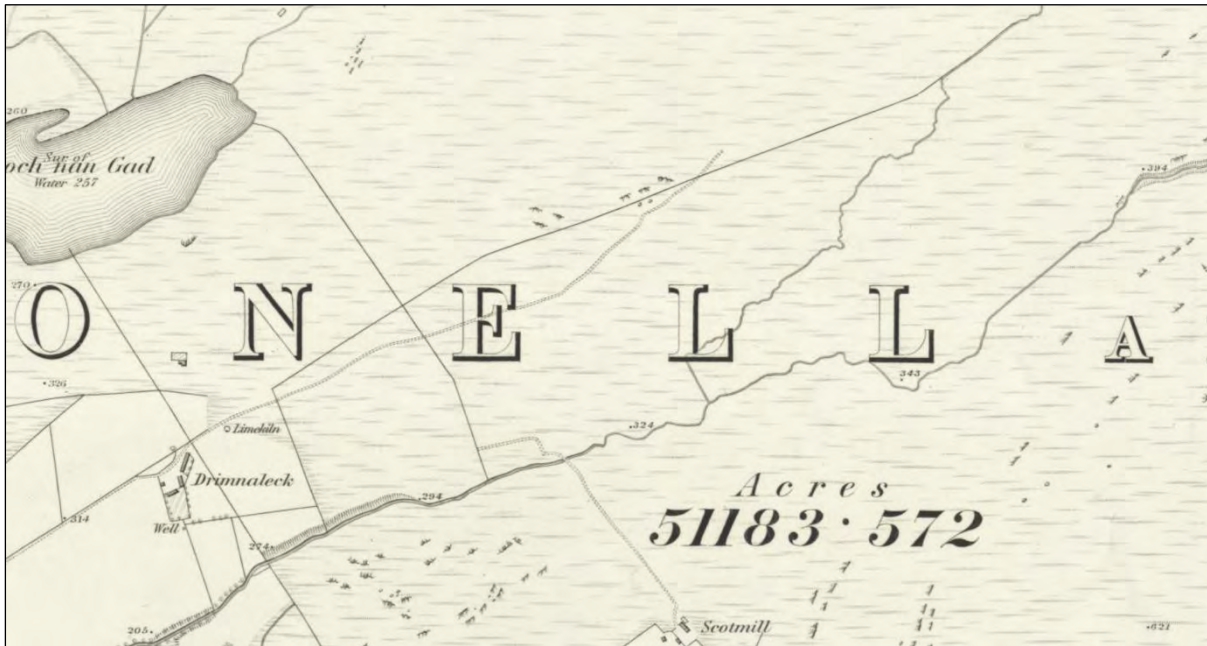 260
Sur of
och nan Gad
Water 257
394
270
O N E L L A
343
326
Limekiln
324
Drimnaleck
Acres
294
314
Well
51183·572
274
205
Scotmill
621